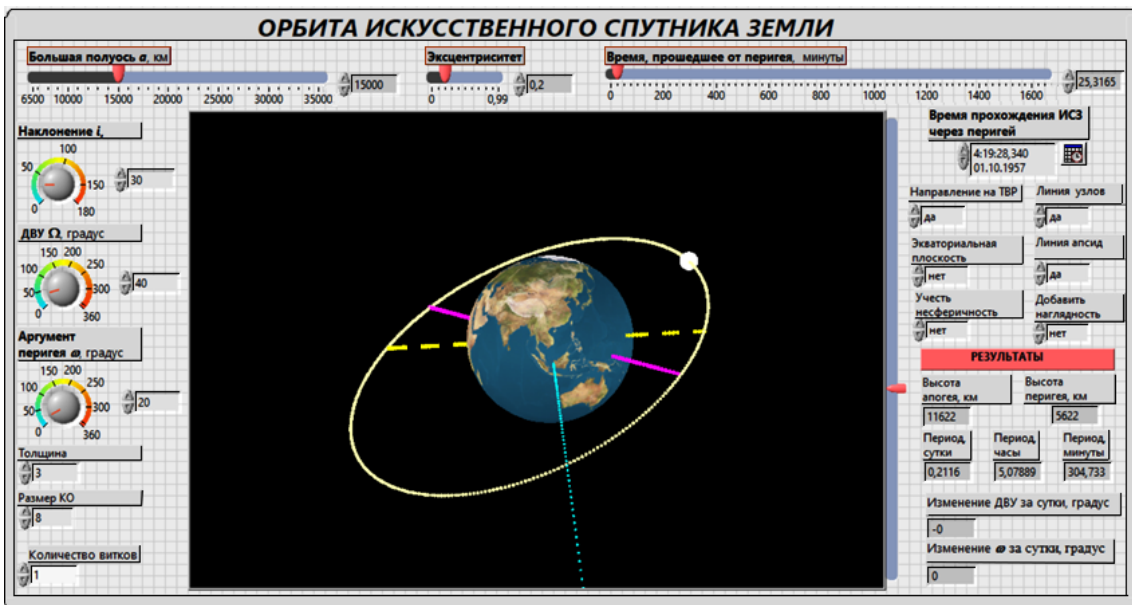 ОРБИТА ИСКУССТВЕННОГО СПУТНИКА ЗЕМЛИ
Большая полуось a, км
6500 10000 15000 20000 25000 30000 35000
15000
Эксцентриситет
0 0,99
0,2
Время, прошедшее от перигея, минуты
0 200 400 600 800 1000 1200 1400 1600
25,3165
Наклонение i,
0 50 100 150 180
30
ДВУ Ω, градус
0 50 100 150 200 250 300 360
40
Аргумент
перигея ω, градус
0 50 100 150 200 250 300 360
20
Толщина
3
Размер КО
8
Количество витков
1
Время прохождения ИСЗ
через перигей
4:19:28,340
01.10.1957
Направление на ТВР
да
Линия узлов
да
Экваториальная
плоскость
нет
Линия апсид
да
Учесть
несферичность
нет
Добавить
наглядность
нет
РЕЗУЛЬТАТЫ
Высота
апогея, км
11622
Высота
перигея, км
5622
Период,
сутки
0,2116
Период,
часы
5,07889
Период,
минуты
304,733
Изменение ДВУ за сутки, градус
-0
Изменение ω за сутки, градус
0